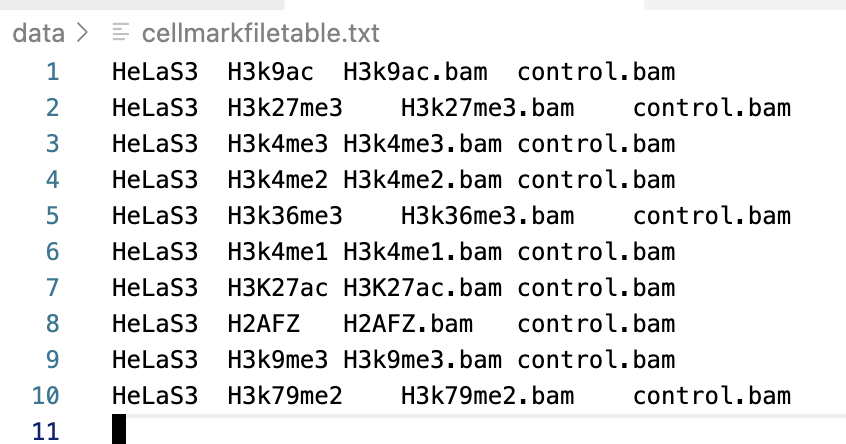 data > cellmarkfiletable.txt
1 HeLaS3 H3k9ac H3k9ac.bam control.bam
2 HeLaS3 H3k27me3 H3k27me3.bam control.bam
3 HeLaS3 H3k4me3 H3k4me3.bam control.bam
4 HeLaS3 H3k4me2 H3k4me2.bam control.bam
5 HeLaS3 H3k36me3 H3k36me3.bam control.bam
6 HeLaS3 H3k4me1 H3k4me1.bam control.bam
7 HeLaS3 H3K27ac H3K27ac.bam control.bam
8 HeLaS3 H2AFZ H2AFZ.bam control.bam
9 HeLaS3 H3k9me3 H3k9me3.bam control.bam
10 HeLaS3 H3k79me2 H3k79me2.bam control.bam
11